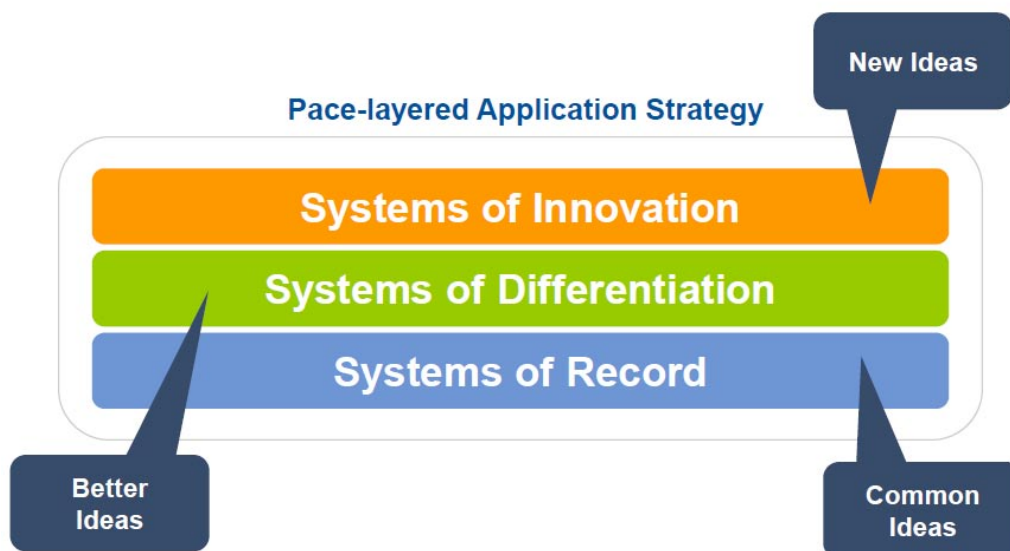 New Ideas
Pace-layered Application Strategy
Systems of Innovation
Systems of Differentiation
Systems of Record
Better
Ideas
Common
Ideas